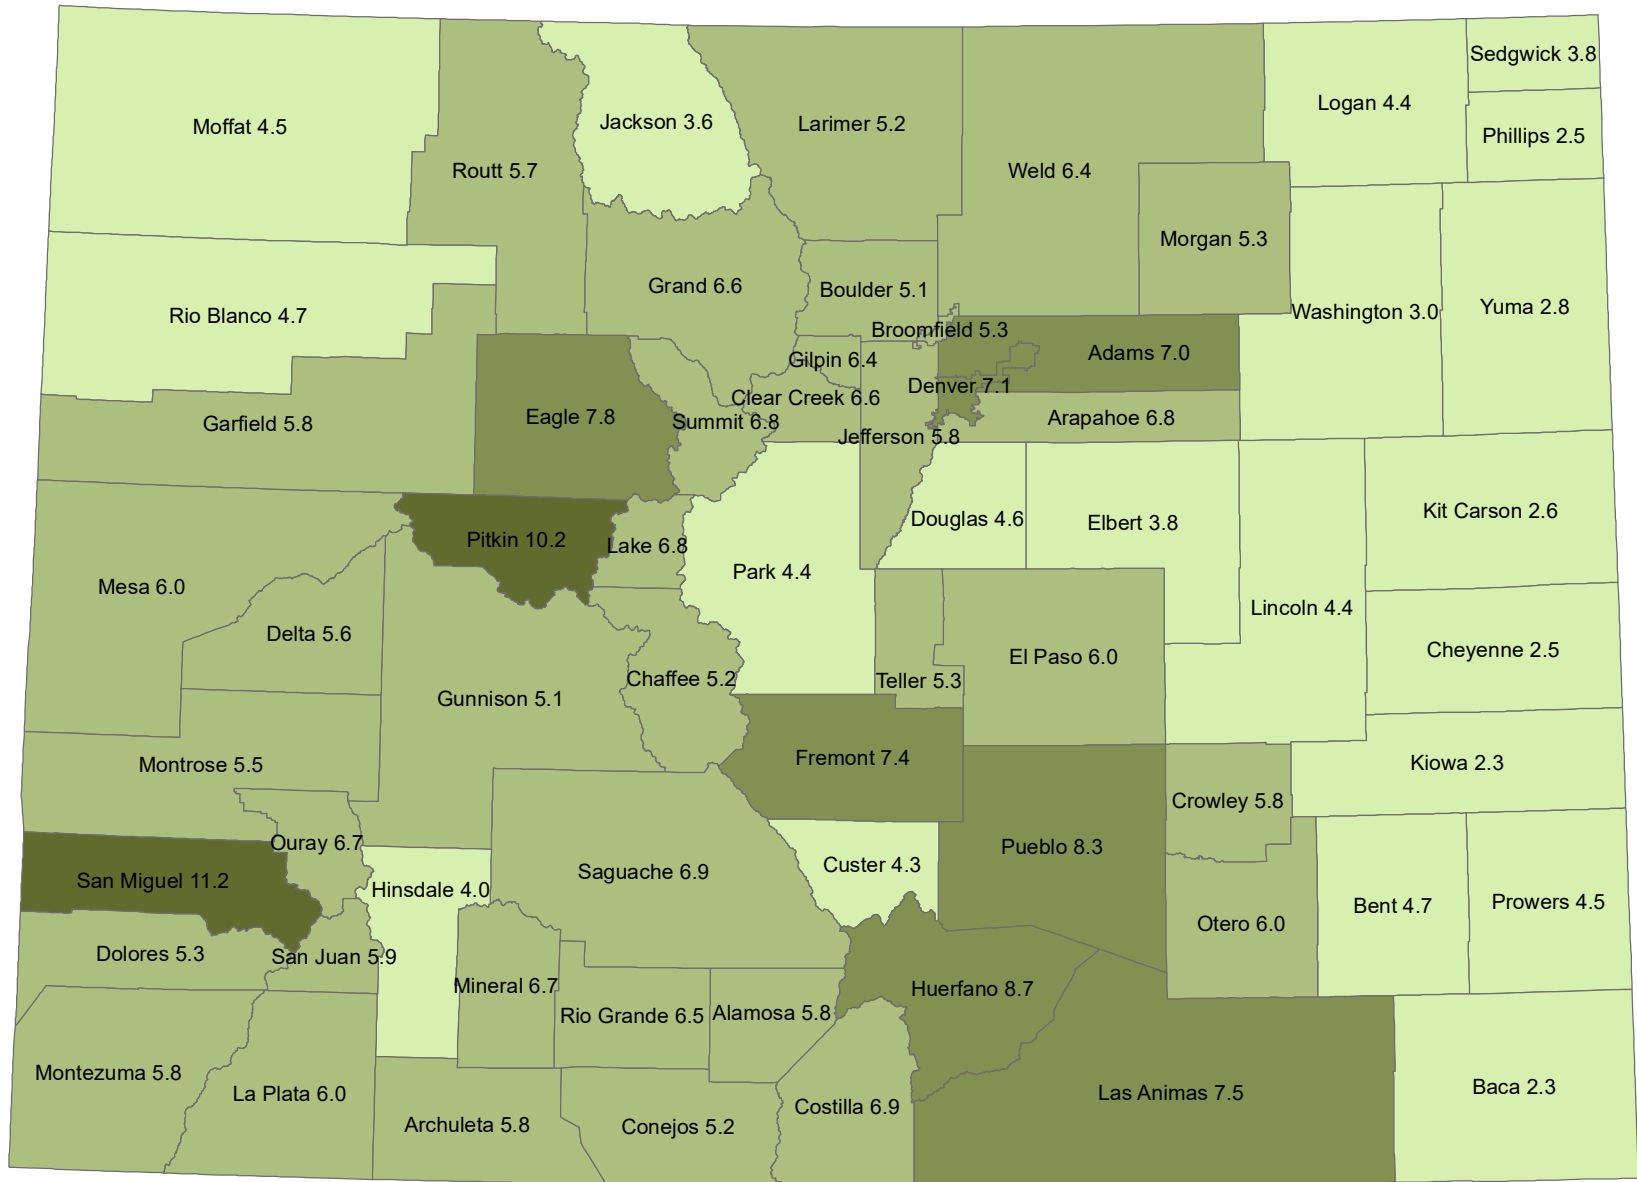 Sedgwick 3.8
Logan 4.4
Moffat 4.5
Jackson 3.6
Larimer 5.2
Phillips 2.5
Routt 5.7
Weld 6.4
Morgan 5.3
Grand 6.6
Boulder 5.1
Rio Blanco 4.7
Washington 3.0
Yuma 2.8
Broomfield 5.3
Gilpin 6.4
Adams 7.0
Denver 7.1
Clear Creek 6.6
Eagle 7.8
Garfield 5.8
Summit 6.8
Arapahoe 6.8
Jefferson 5.8
Kit Carson 2.6
Douglas 4.6
Elbert 3.8
Pitkin 10.2
Lake 6.8
Park 4.4
Mesa 6.0
Lincoln 4.4
Delta 5.6
Cheyenne 2.5
El Paso 6.0
Chaffee 5.2
Teller 5.3
Gunnison 5.1
Fremont 7.4
Montrose 5.5
Kiowa 2.3
Crowley 5.8
Ouray 6.7
Pueblo 8.3
Custer 4.3
Saguache 6.9
San Miguel 11.2
Hinsdale 4.0
Bent 4.7
Prowers 4.5
Otero 6.0
Dolores 5.3
San Juan 5.9
Mineral 6.7
Huerfano 8.7
Rio Grande 6.5
Alamosa 5.8
Montezuma 5.8
La Plata 6.0
Las Animas 7.5
Baca 2.3
Costilla 6.9
Archuleta 5.8
Conejos 5.2